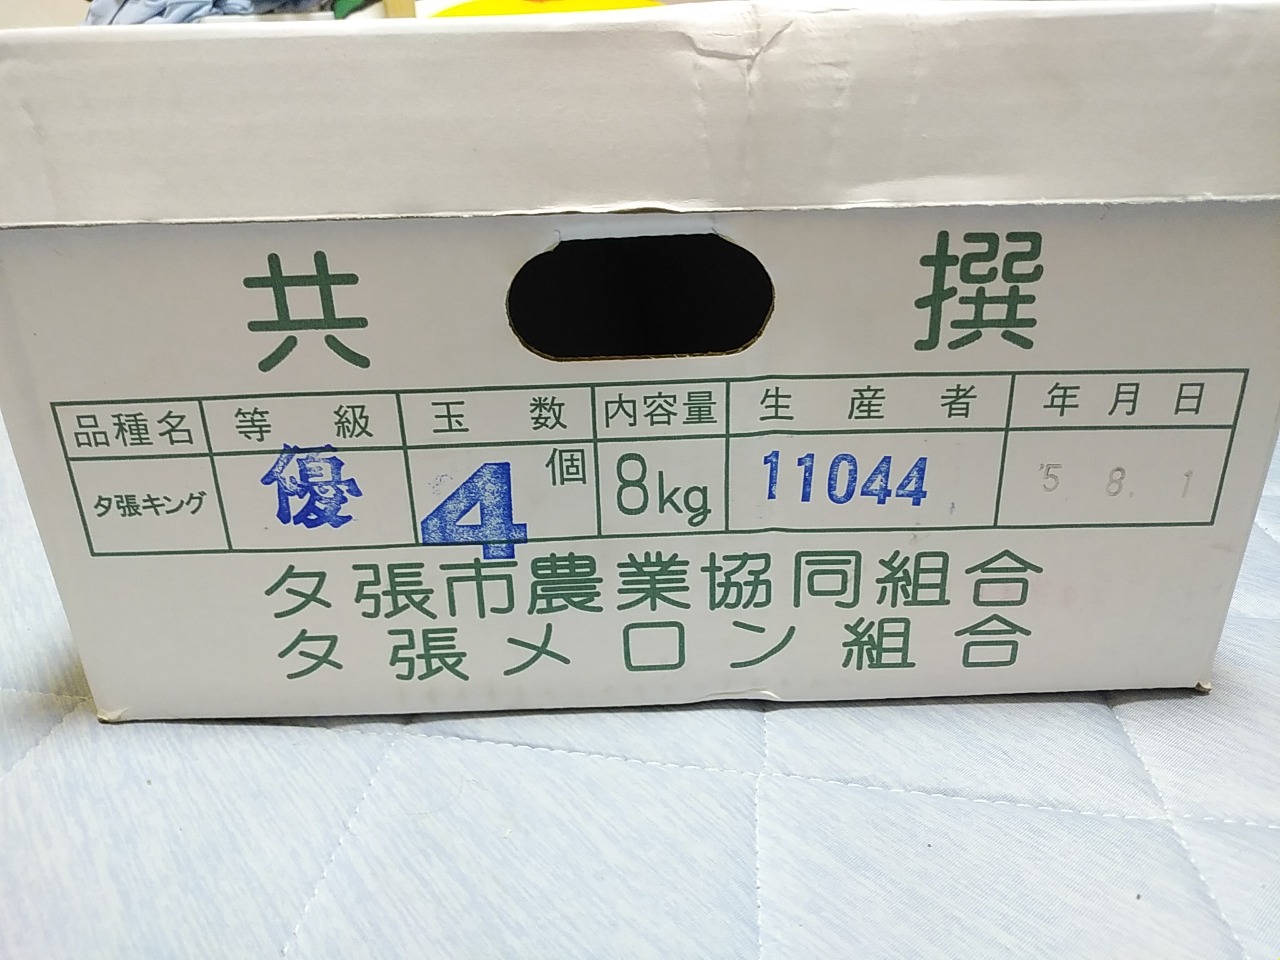 共撰
品種名 等級 玉数 内容量 生産者 年月日
夕張キング 優 4個 8kg 11044 '5. 8. 1
夕張市農業協同組合
夕張メロン組合